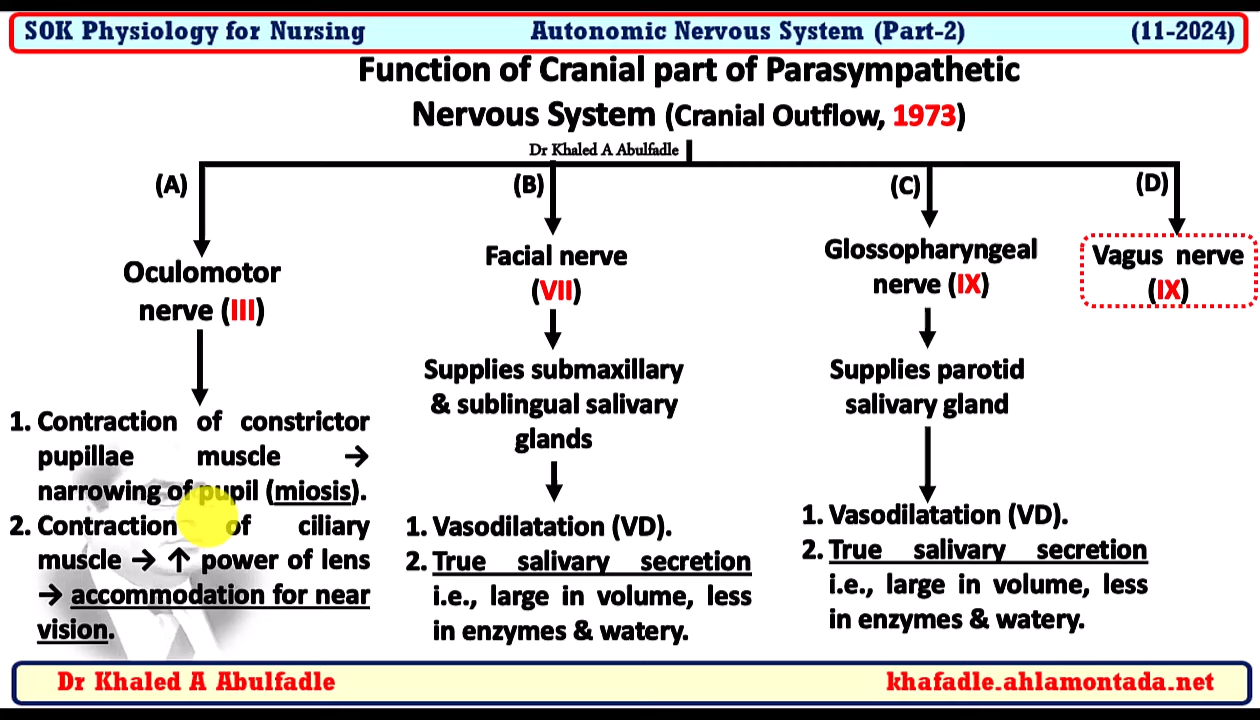 SOK Physiology for Nursing Autonomic Nervous System (Part-2) (11-2024)
Function of Cranial part of Parasympathetic
Nervous System (Cranial Outflow, 1973)
Dr Khaled A Abulfadle
(A)
Oculomotor
nerve (III)
1. Contraction of constrictor
pupillae muscle →
narrowing of pupil (miosis).
2. Contraction of ciliary
muscle → ↑ power of lens
→ accommodation for near
vision.
(B)
Facial nerve
(VII)
Supplies submaxillary
& sublingual salivary
glands
1. Vasodilatation (VD).
2. True salivary secretion
i.e., large in volume, less
in enzymes & watery.
(C)
Glossopharyngeal
nerve (IX)
Supplies parotid
salivary gland
1. Vasodilatation (VD).
2. True salivary secretion
i.e., large in volume, less
in enzymes & watery.
(D)
Vagus nerve
(IX)
Dr Khaled A Abulfadle khafadle.ahlamontada.net